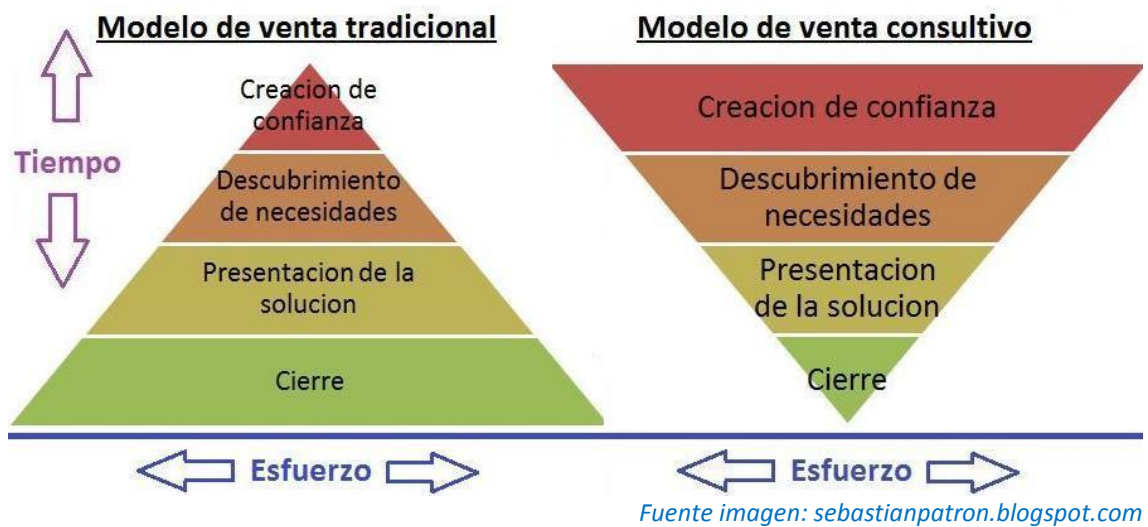 Modelo de venta tradicional
Creacion de
confianza
Descubrimiento
de necesidades
Presentacion de la
solucion
Cierre
Tiempo
Esfuerzo
Modelo de venta consultivo
Creacion de confianza
Descubrimiento de
necesidades
Presentacion
de la solucion
Cierre
Esfuerzo
Fuente imagen: sebastianpatron.blogspot.com